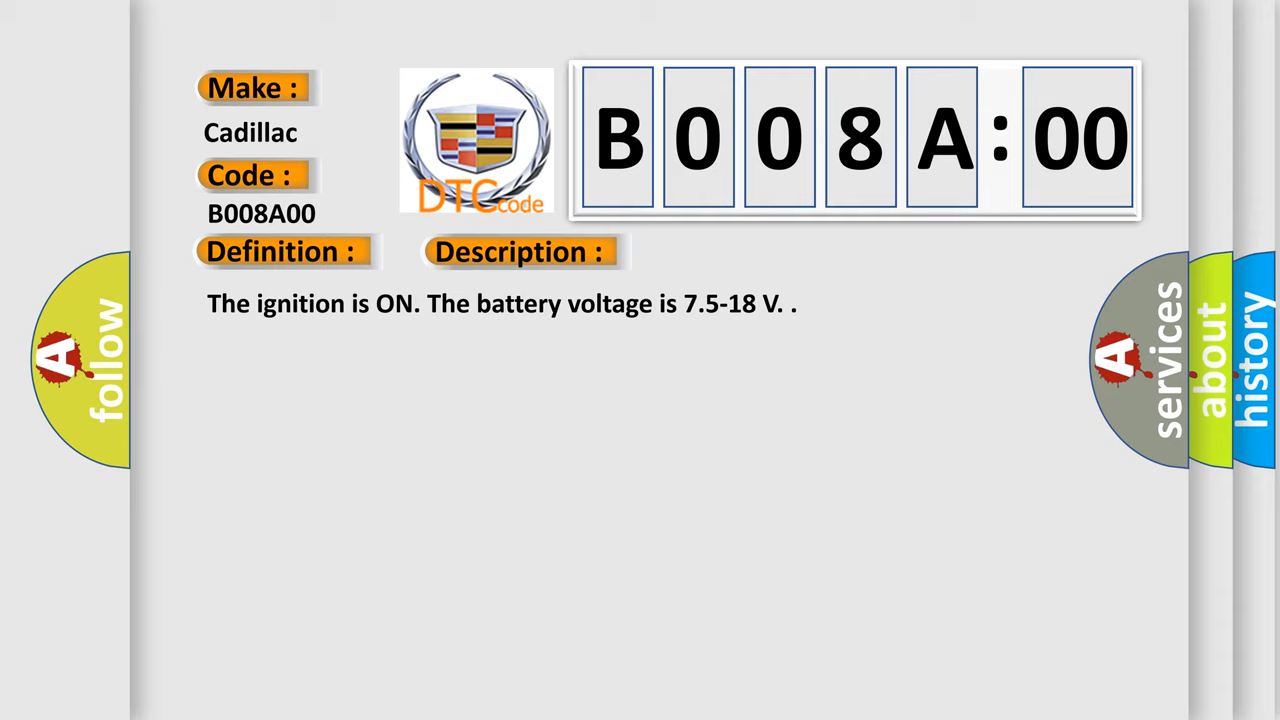 Make :
Cadillac
Code :
B008A00
Definition :
Description :
The ignition is ON. The battery voltage is 7.5-18 V. .
B 0 0 8 A : 00
DTCcode
A follow
A services
about
history